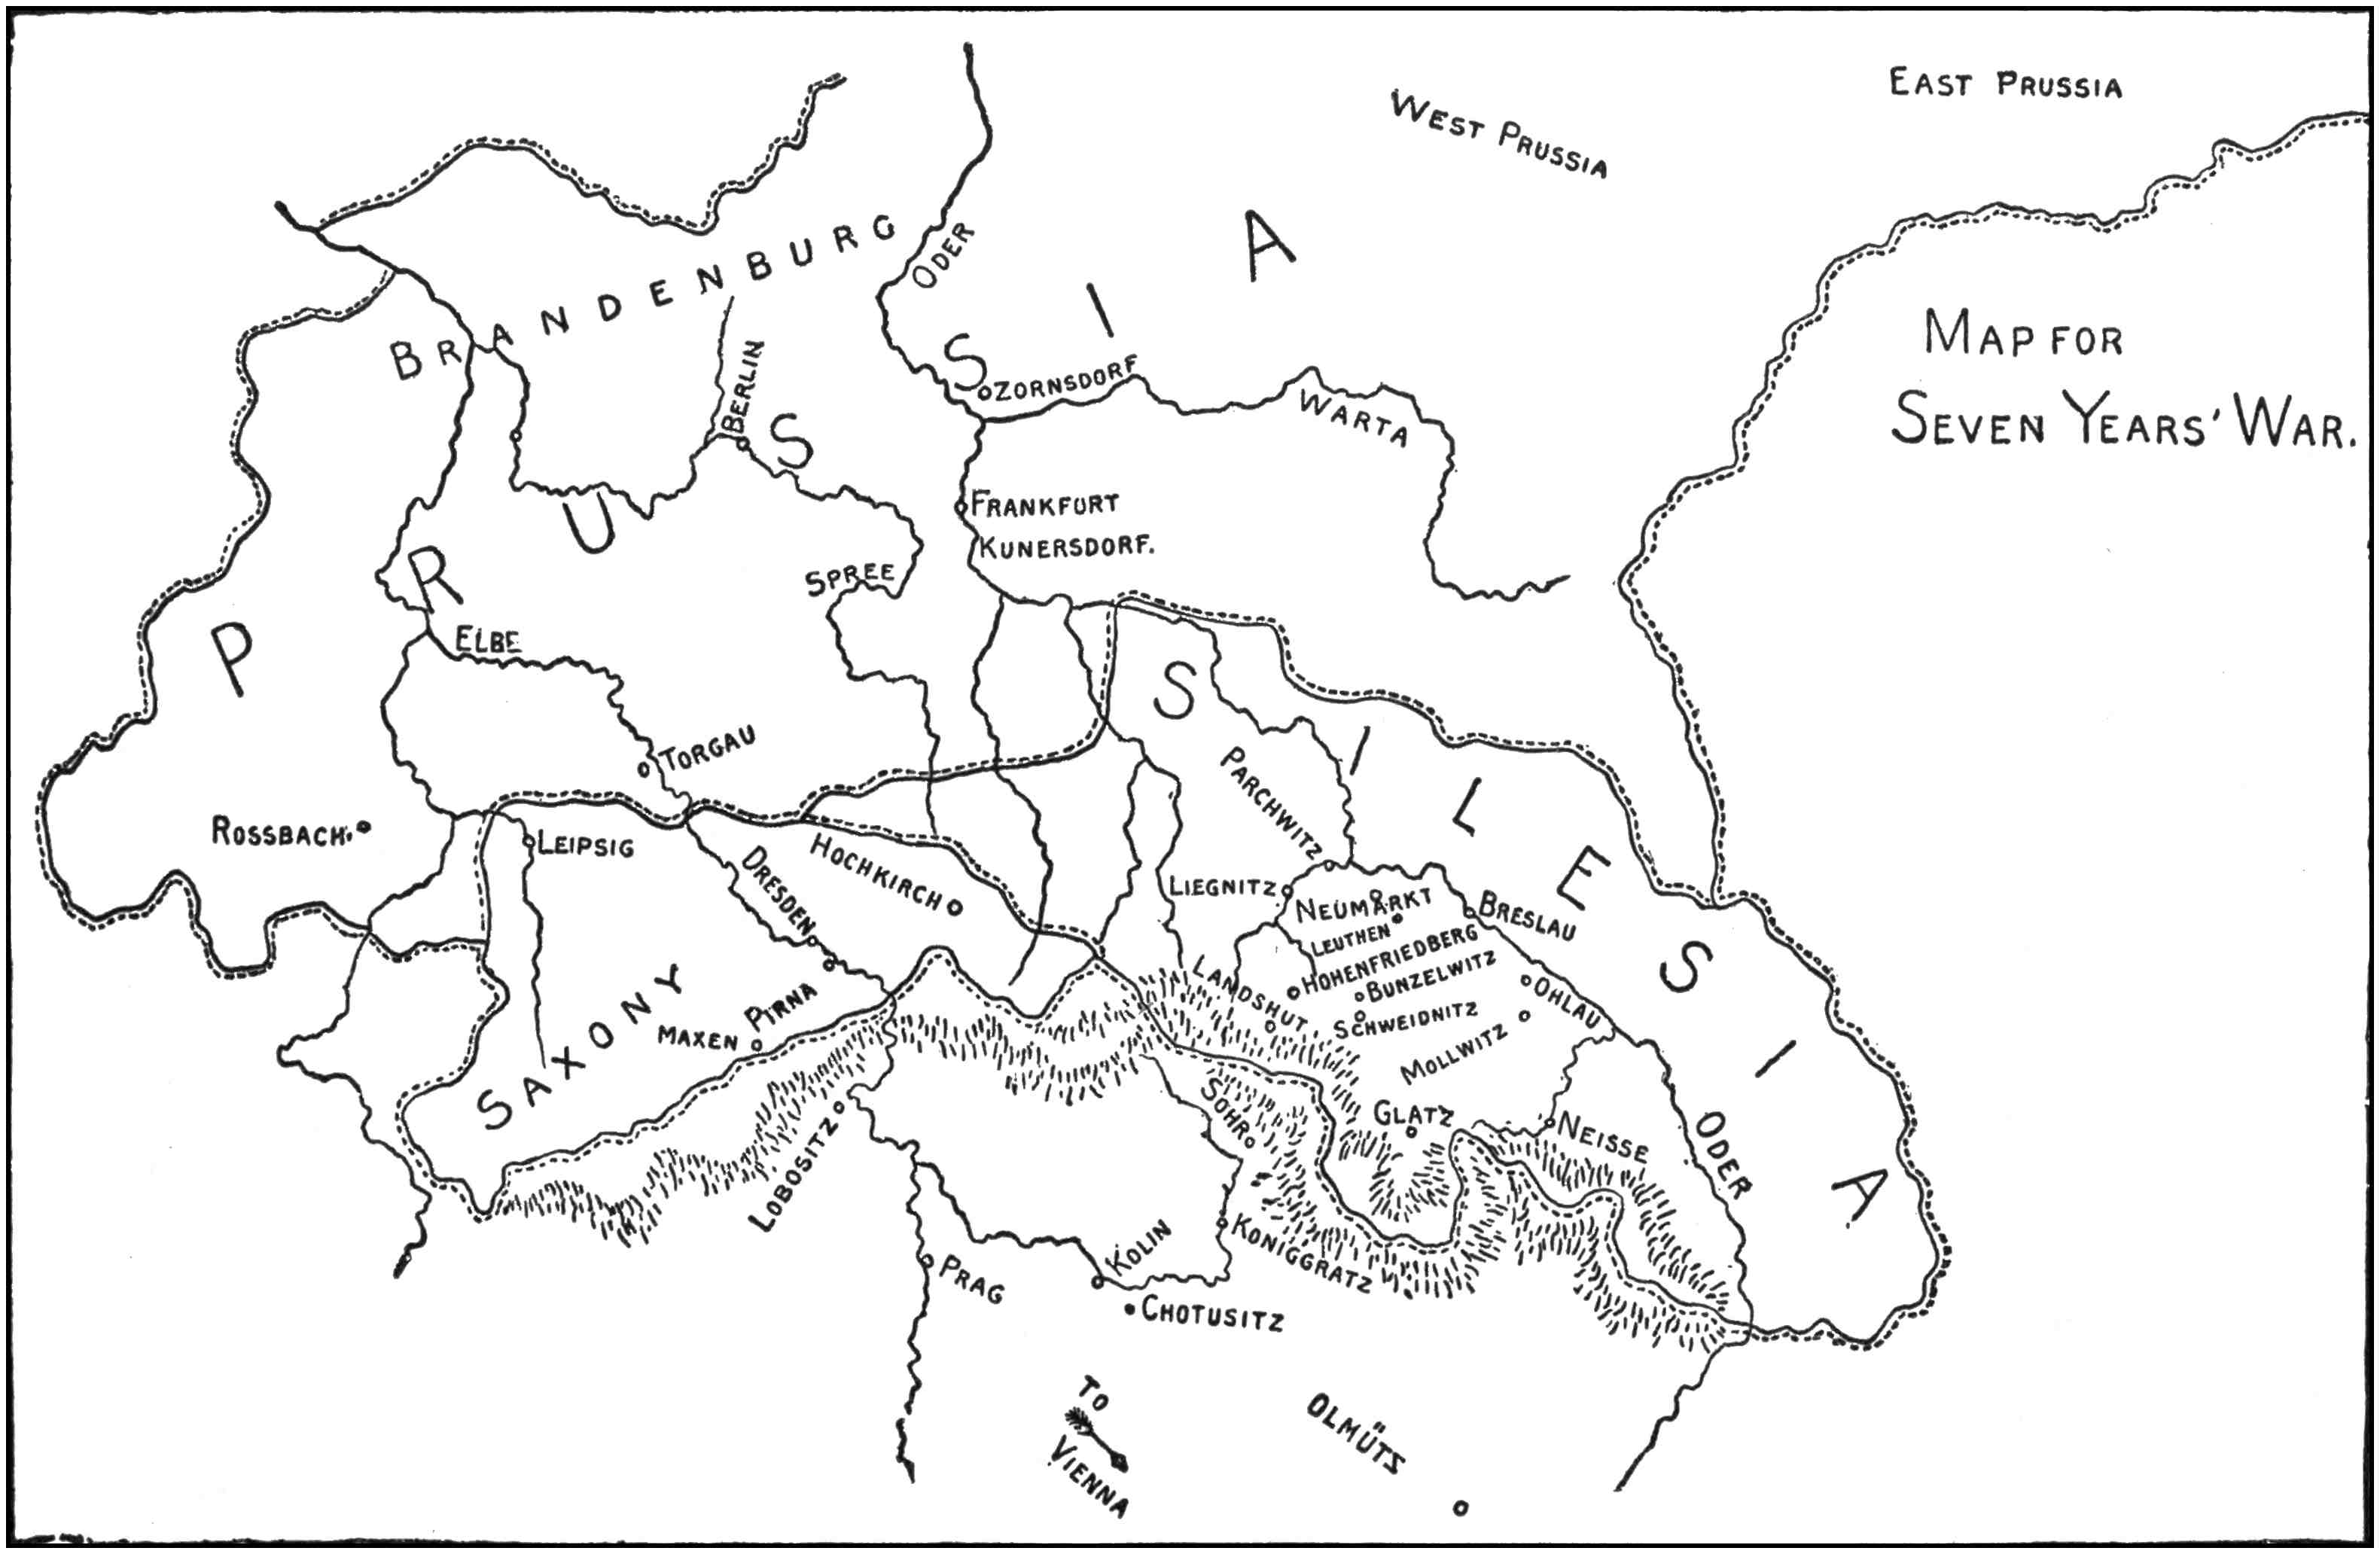 EAST PRUSSIA
WEST PRUSSIA
MAP FOR
SEVEN YEARS' WAR.
PRUSSIA
BRANDENBURG
ODER
BERLIN
ZORNSDORF
WARTA
FRANKFURT
KUNERSDORF.
SPREE
ELBE
TORGAU
ROSSBACH.
LEIPSIG
DRESDEN
HOCHKIRCH
SILESIA
PARCHWITZ
LIEGNITZ
NEUMARKT
BRESLAU
LEUTHEN
HOHENFRIEDBERG
BUNZELWITZ
LANDSHUT.
SCHWEIDNITZ
OHLAU
MOLLWITZ
SAXONY
PIRNA
MAXEN
SOHR
GLATZ
NEISSE
ODER
LOBOSITZ
KONIGGRATZ
KOLIN
PRAG
CHOTUSITZ
TO
VIENNA
OLMÜTZ